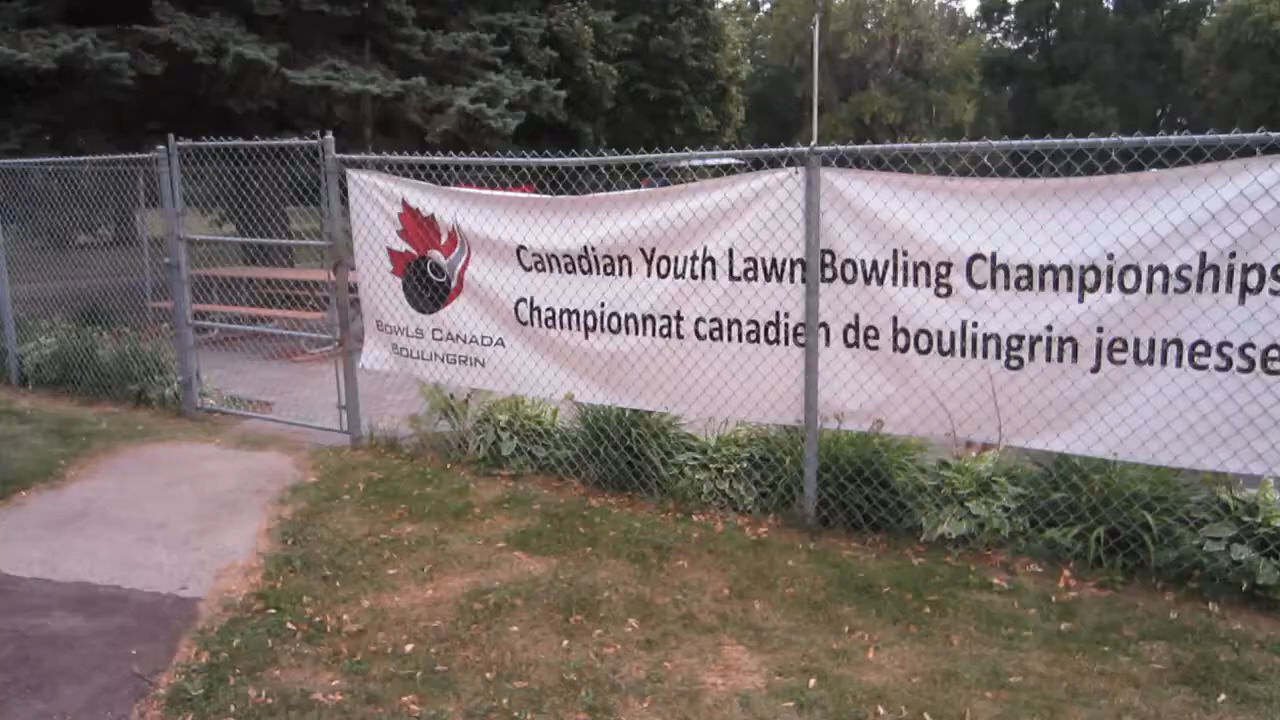 Canadian Youth Lawn Bowling Championships
Championnat canadien de boulingrin jeunesse
BOWLS CANADA
BOULINGRIN